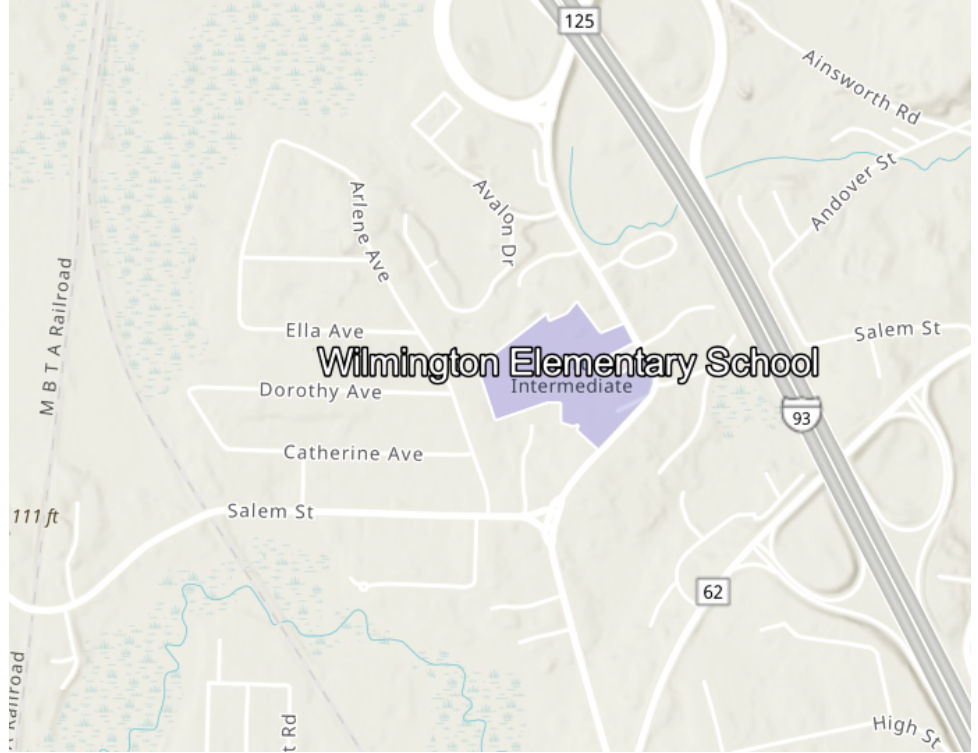 125
Ainsworth Rd
Andover St
Arlene Ave
Avalon Dr
M B T A Railroad
Ella Ave
Salem St
Wilmington Elementary School
Intermediate
Dorothy Ave
93
Catherine Ave
Salem St
111 ft
62
Railroad
t Rd
High St